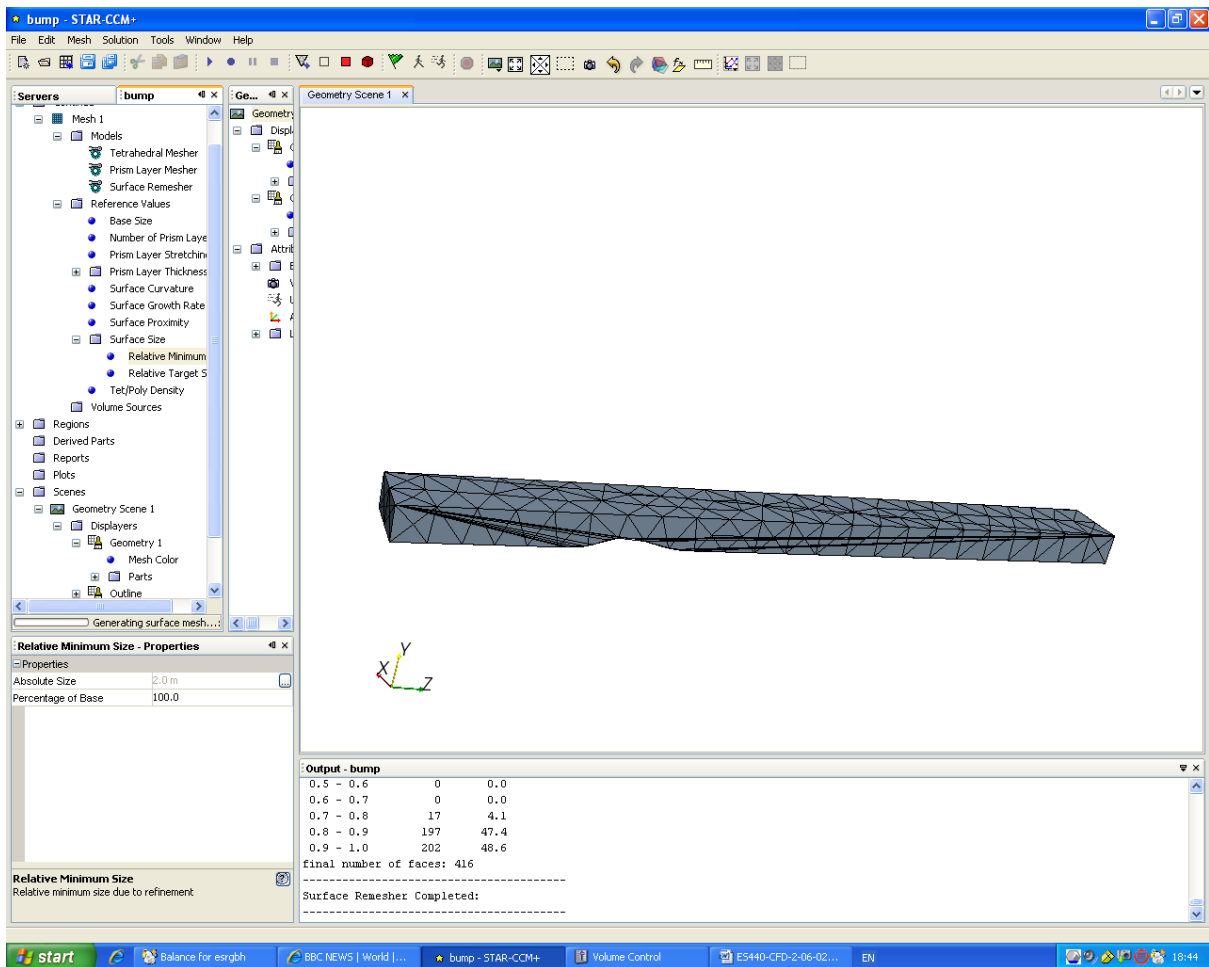 bump - STAR-CCM+
File Edit Mesh Solution Tools Window Help
Servers
bump
Mesh 1
Models
Tetrahedral Mesher
Prism Layer Mesher
Surface Remesher
Reference Values
Base Size
Number of Prism Laye
Prism Layer Stretchin
Prism Layer Thickness
Surface Curvature
Surface Growth Rate
Surface Proximity
Surface Size
Relative Minimum
Relative Target S
Tet/Poly Density
Volume Sources
Regions
Derived Parts
Reports
Plots
Scenes
Geometry Scene 1
Displayers
Geometry 1
Mesh Color
Parts
Outline
Generating surface mesh...:
Ge...
Geometry
Displ
Attrib
Geometry Scene 1
Y
X
Z
Relative Minimum Size - Properties
Properties
Absolute Size 2.0 m ...
Percentage of Base 100.0
Relative Minimum Size
Relative minimum size due to refinement
Output - bump
0.5 - 0.6 0 0.0
0.6 - 0.7 0 0.0
0.7 - 0.8 17 4.1
0.8 - 0.9 197 47.4
0.9 - 1.0 202 48.6
final number of faces: 416
----------------------------------------
Surface Remesher Completed:
----------------------------------------
start
Balance for esrgbh
BBC NEWS | World |...
bump - STAR-CCM+
Volume Control
ES440-CFD-2-06-02...
EN
18:44